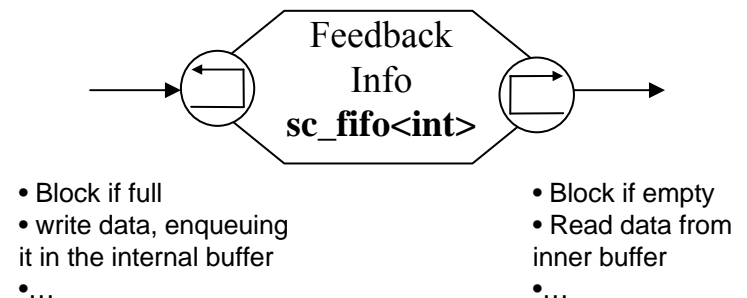 Feedback
Info
sc_fifo<int>
• Block if full
• write data, enqueuing
it in the internal buffer
•…
• Block if empty
• Read data from
inner buffer
•…